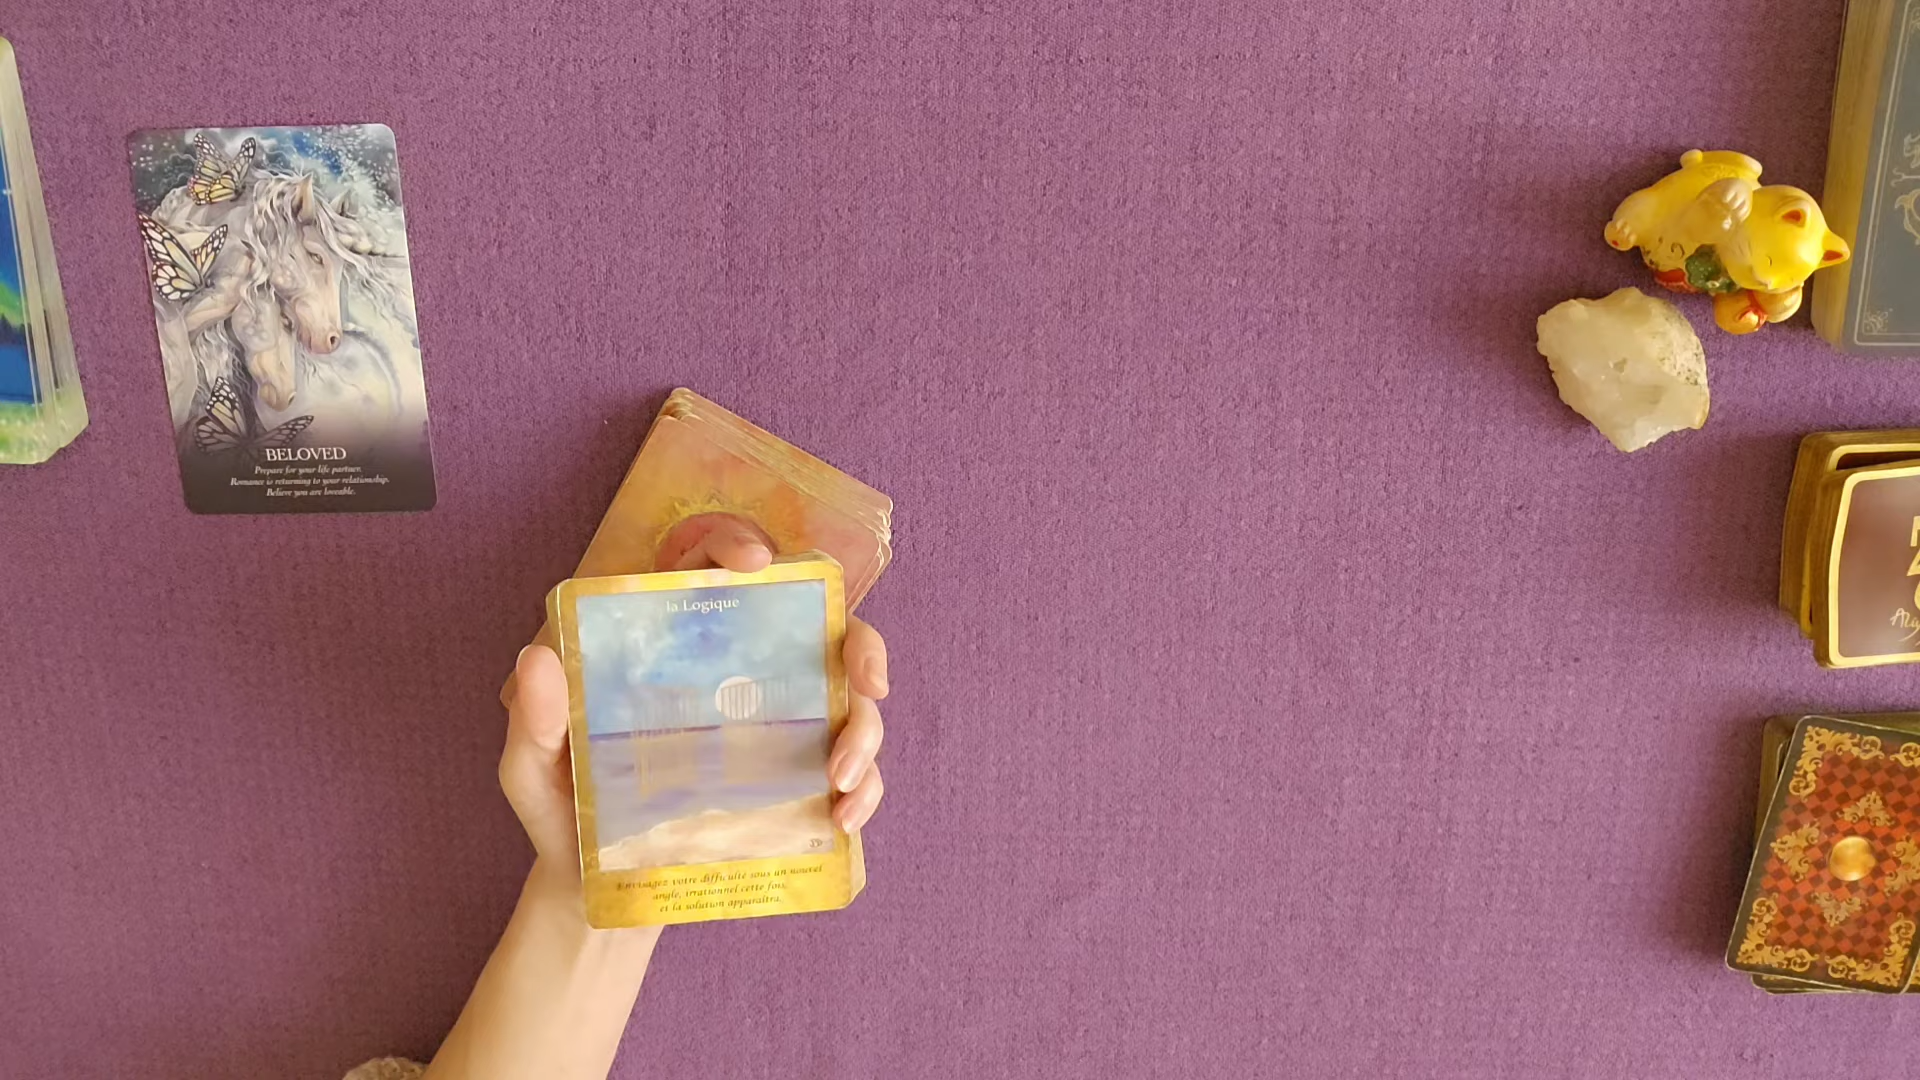 BELOVED
Prepare for your life partner.
Romance is returning to your relationship.
Believe you are loveable.
la Logique
Envisagez votre difficulté sous un nouvel
angle, irrationnel cette fois,
et la solution apparaîtra.